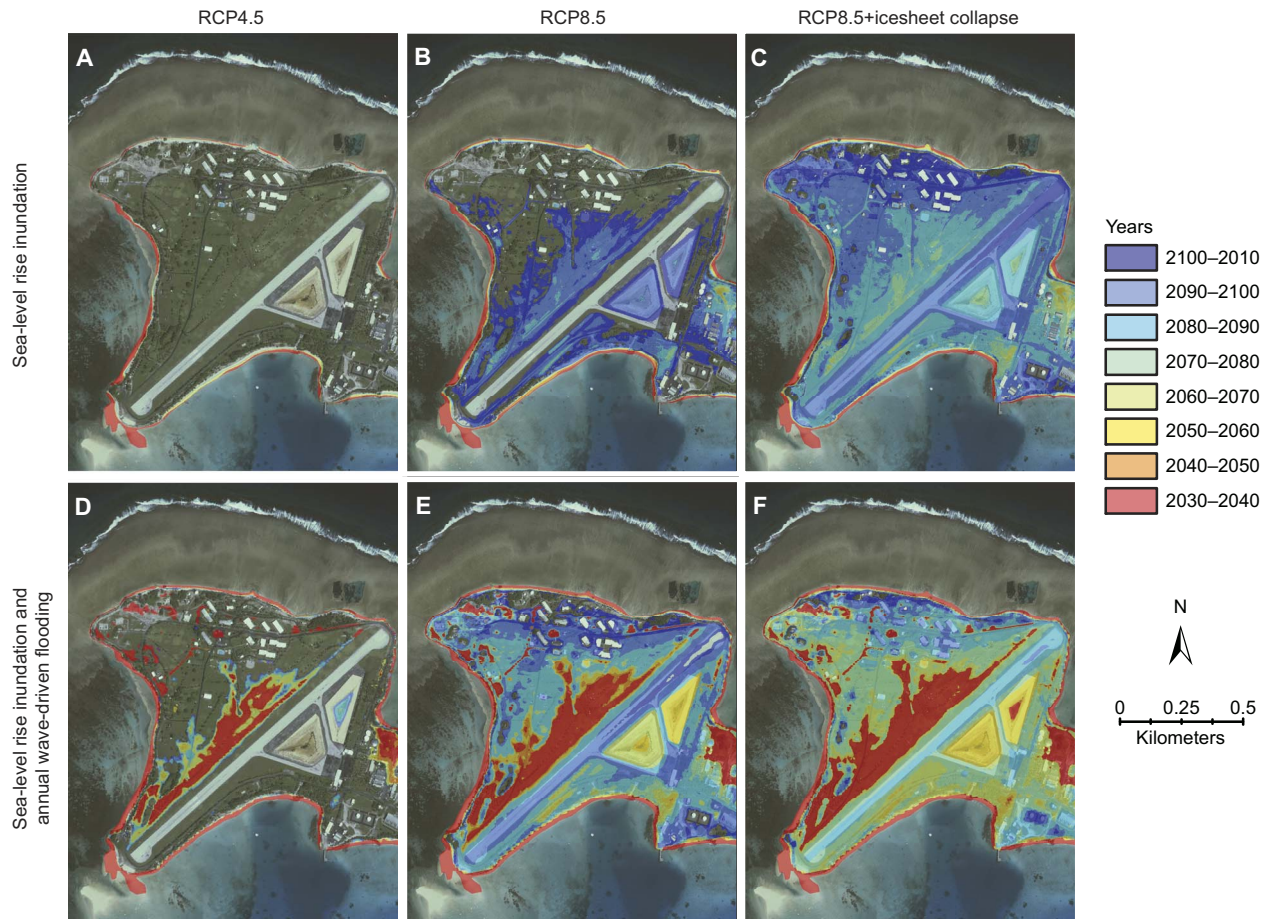 RCP4.5
RCP8.5
RCP8.5+icesheet collapse
Sea-level rise inundation
A
B
C
Years
2100–2010
2090–2100
2080–2090
2070–2080
2060–2070
2050–2060
2040–2050
2030–2040
Sea-level rise inundation and
annual wave-driven flooding
D
E
F
N
0 0.25 0.5
Kilometers